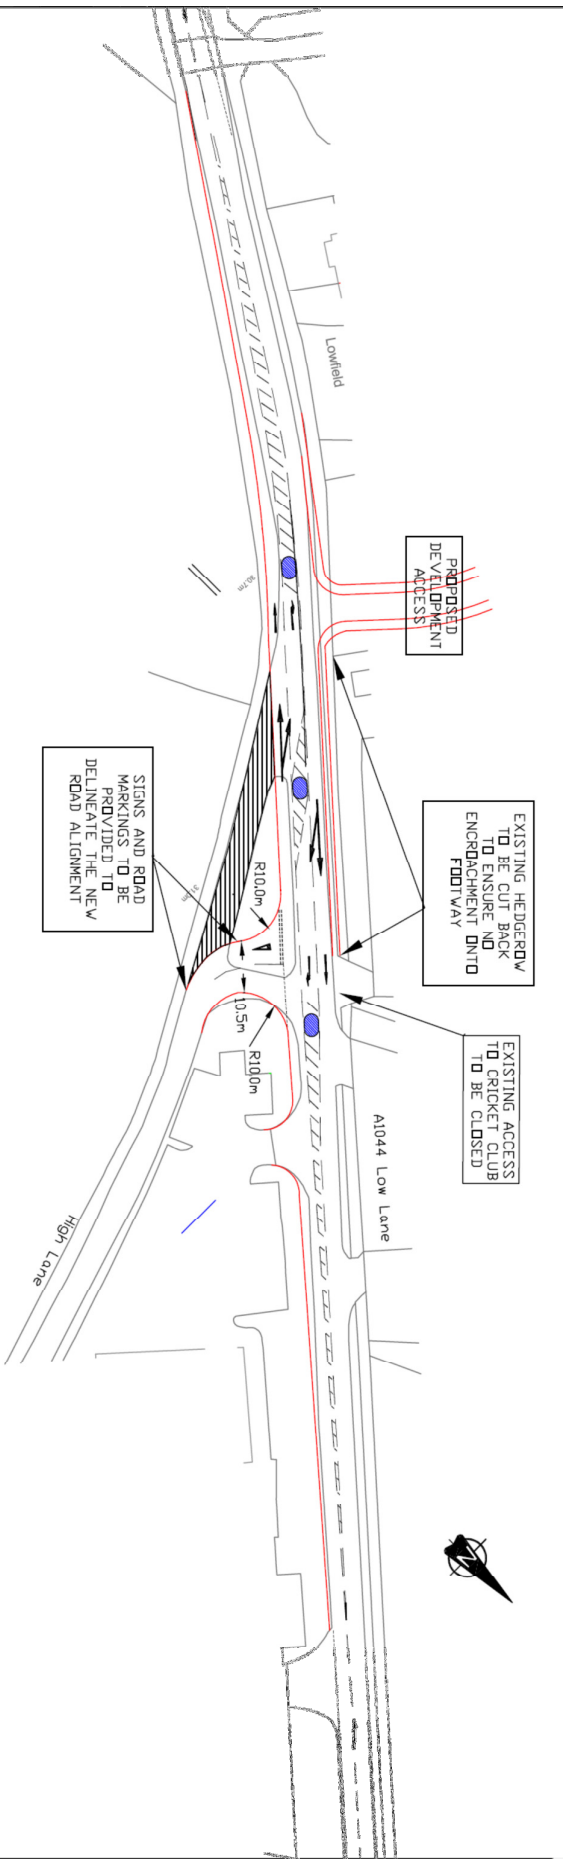 Lowfield
PROPOSED
DEVELOPMENT
ACCESS
30.7m
EXISTING HEDGEROW
TO BE CUT BACK
TO ENSURE NO
ENCROACHMENT ONTO
FOOTWAY
SIGNS AND ROAD
MARKINGS TO BE
PROVIDED TO
DELINEATE THE NEW
ROAD ALIGNMENT
R10.0m
10.5m
R10.0m
EXISTING ACCESS
TO CRICKET CLUB
TO BE CLOSED
A1044 Low Lane
High Lane
N